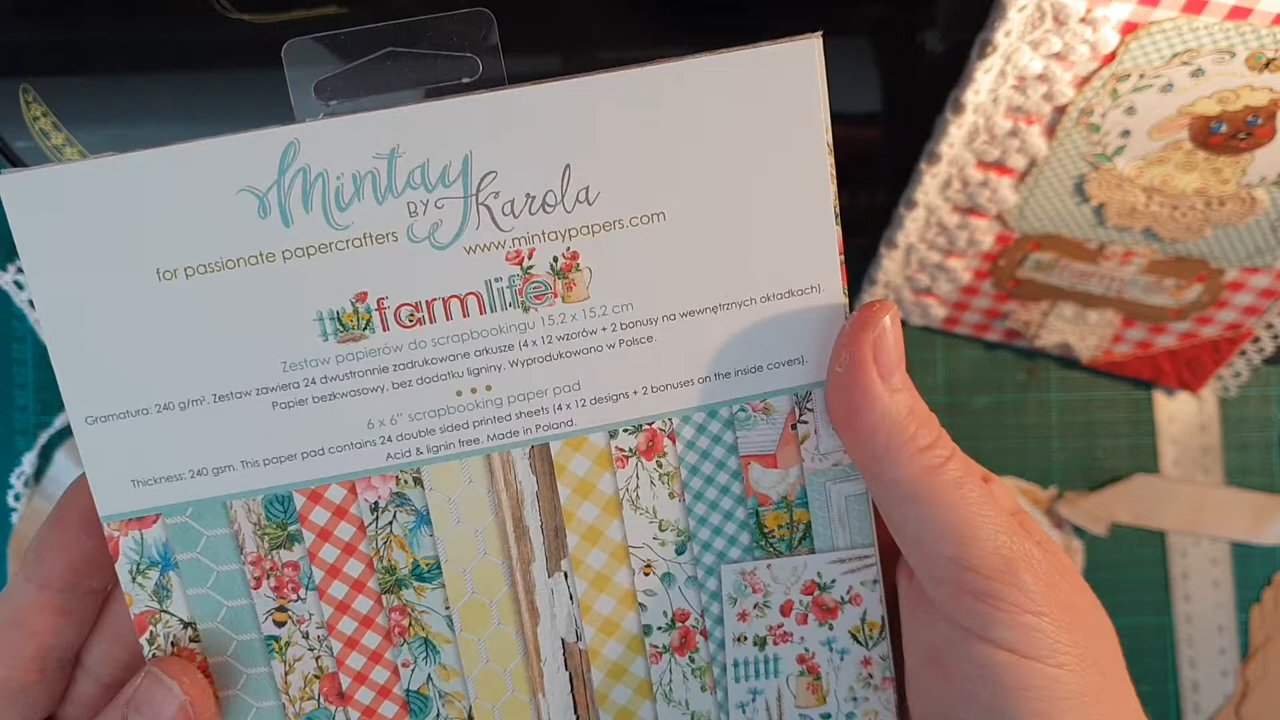 Mintay
BY Karola
for passionate papercrafters
www.mintaypapers.com
farmlife
Zestaw papierów do scrapbookingu 15,2 x 15,2 cm
Gramatura: 240 g/m². Zestaw zawiera 24 dwustronnie zadrukowane arkusze (4 x 12 wzorów + 2 bonusy na wewnętrznych okładkach).
Papier bezkwasowy, bez dodatku ligniny. Wyprodukowano w Polsce.
6 x 6" scrapbooking paper pad
Thickness: 240 gsm. This paper pad contains 24 double sided printed sheets (4 x 12 designs + 2 bonuses on the inside covers).
Acid & lignin free. Made in Poland.